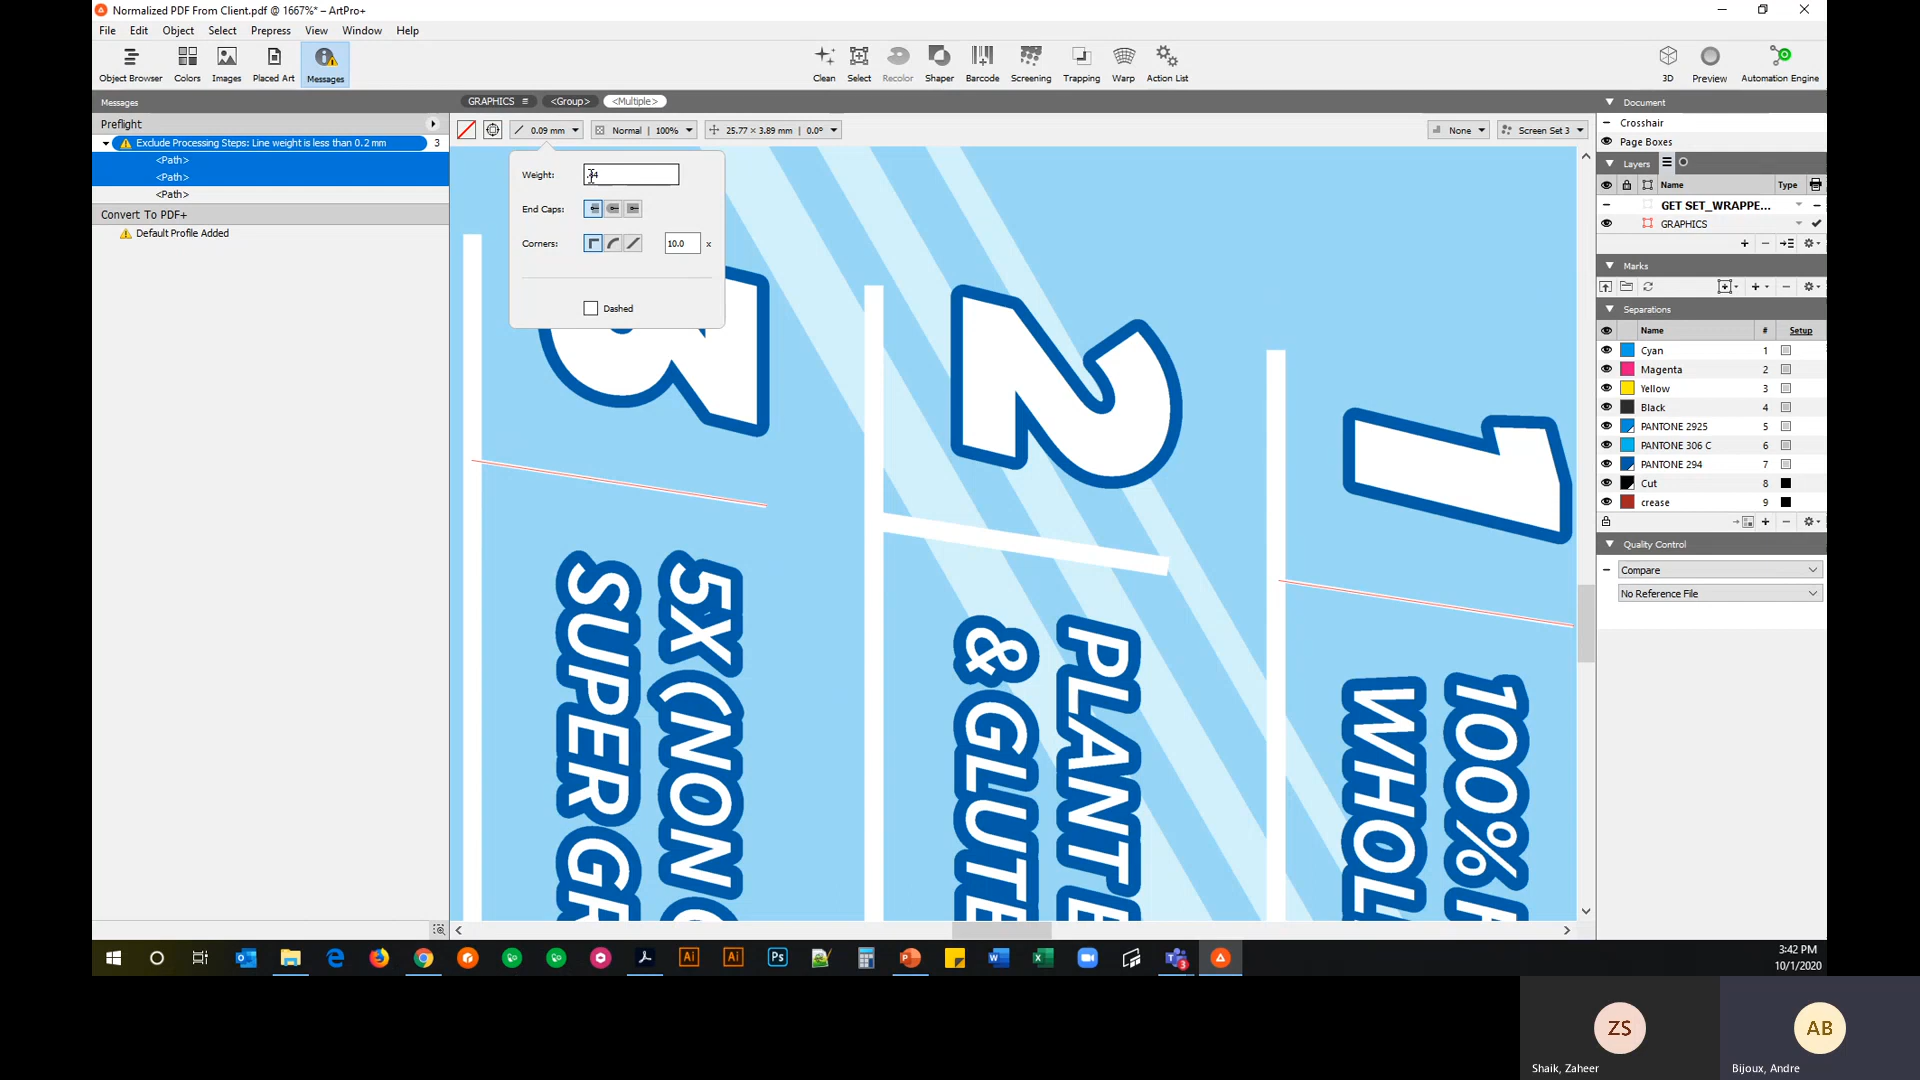 Normalized PDF From Client.pdf @ 1667%* – ArtPro+
File Edit Object Select Prepress View Window Help
Object Browser Colors Images Placed Art Messages Clean Select Recolor Shaper Barcode Screening Trapping Warp Action List 3D Preview Automation Engine
Messages
GRAPHICS <Group> <Multiple>
Preflight
0.09 mm Normal | 100% 25.77 × 3.89 mm | 0.0° None Screen Set 3
Exclude Processing Steps: Line weight is less than 0.2 mm 3
<Path>
<Path>
<Path>
Convert To PDF+
Default Profile Added
Weight:
End Caps:
Corners: 10.0 x
Dashed
3
2
1
5X (NON
SUPER GR
PLANT
& GLUTE
100%
WHOL
Document
Crosshair
Page Boxes
Layers
Name Type
GET SET_WRAPPE...
GRAPHICS
Marks
Separations
Name # Setup
Cyan 1
Magenta 2
Yellow 3
Black 4
PANTONE 2925 5
PANTONE 306 C 6
PANTONE 294 7
Cut 8
crease 9
Quality Control
Compare
No Reference File
3:42 PM
10/1/2020
ZS
Shaik, Zaheer
AB
Bijoux, Andre